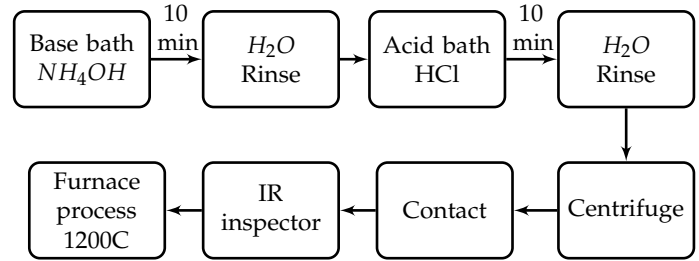 Base bath
NH₄OH
10
min
H₂O
Rinse
Acid bath
HCl
10
min
H₂O
Rinse
Furnace
process
1200C
IR
inspector
Contact
Centrifuge